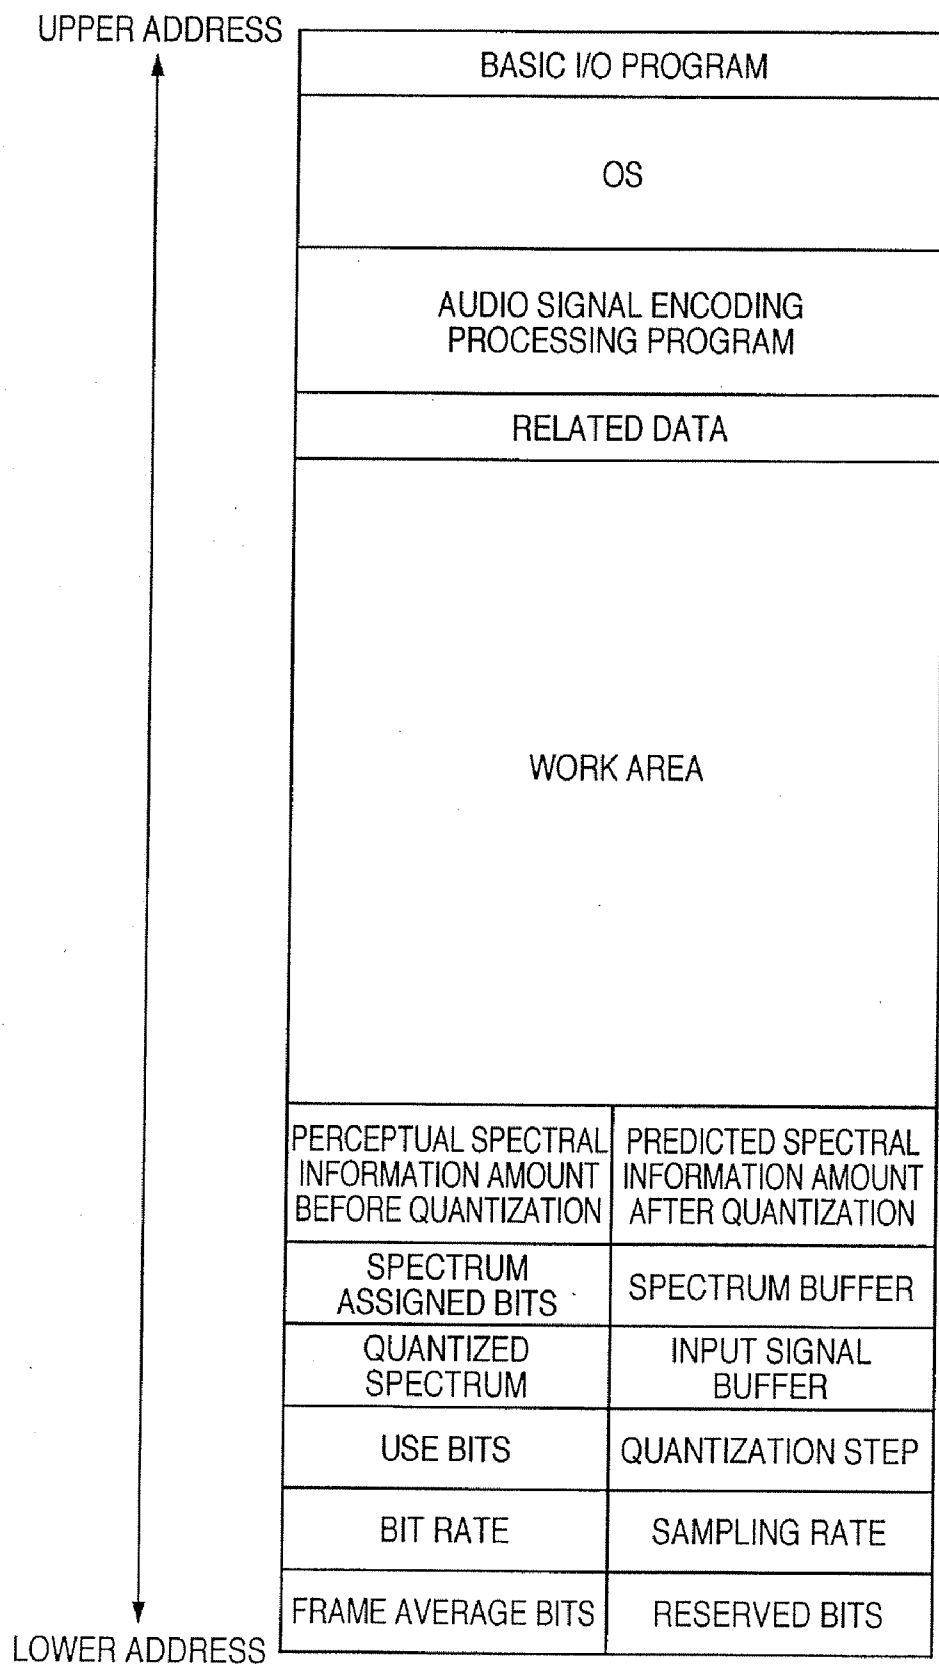 UPPER ADDRESS
BASIC I/O PROGRAM
OS
AUDIO SIGNAL ENCODING
PROCESSING PROGRAM
RELATED DATA
WORK AREA
PERCEPTUAL SPECTRAL
INFORMATION AMOUNT
BEFORE QUANTIZATION
PREDICTED SPECTRAL
INFORMATION AMOUNT
AFTER QUANTIZATION
SPECTRUM
ASSIGNED BITS
SPECTRUM BUFFER
QUANTIZED
SPECTRUM
INPUT SIGNAL
BUFFER
USE BITS
QUANTIZATION STEP
BIT RATE
SAMPLING RATE
FRAME AVERAGE BITS
RESERVED BITS
LOWER ADDRESS